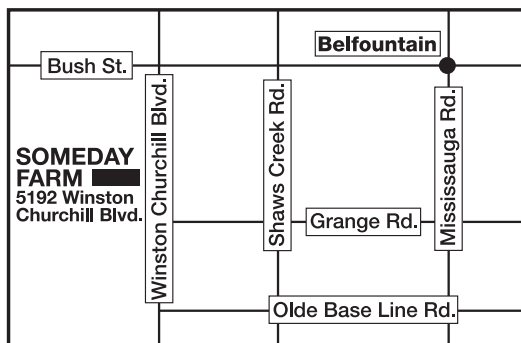 Belfountain
Bush St.
Winston Churchill Blvd.
Shaws Creek Rd.
Mississauga Rd.
SOMEDAY
FARM
5192 Winston
Churchill Blvd.
Grange Rd.
Olde Base Line Rd.